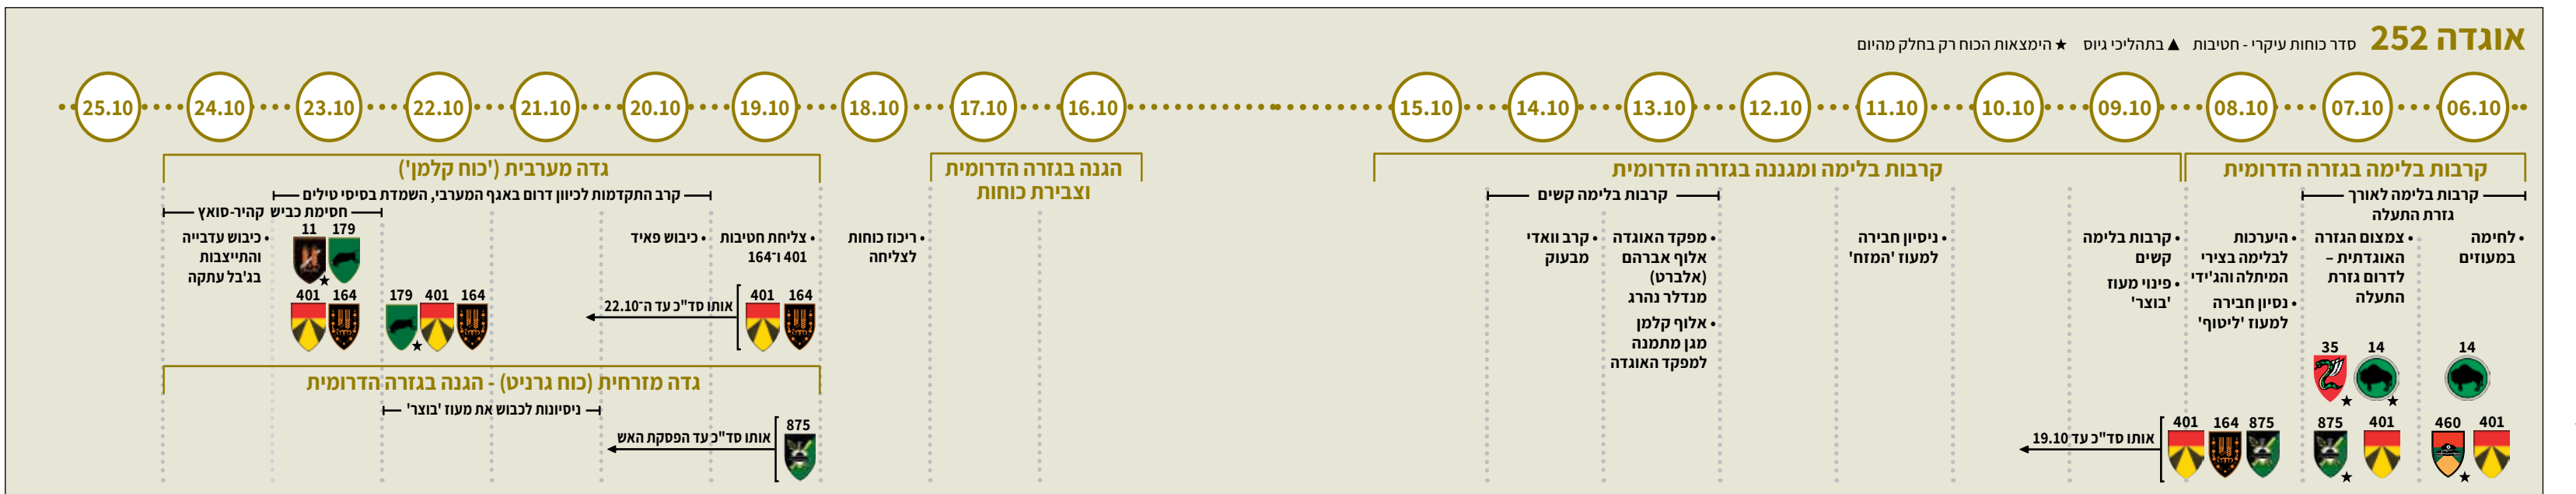 אוגדה 252 סדר כוחות עיקרי - חטיבות ▲ בתהליכי גיוס ★ הימצאות הכוח רק בחלק מהיום
06.10 07.10 08.10 09.10 10.10 11.10 12.10 13.10 14.10 15.10 16.10 17.10 18.10 19.10 20.10 21.10 22.10 23.10 24.10 25.10
קרבות בלימה בגזרה הדרומית
קרבות בלימה לאורך
גזרת התעלה
• לחימה
במעוזים
14
460 401
• צמצום הגזרה
האוגדתית –
לדרום גזרת
התעלה
35 14
875 401
• היערכות
לבלימה בצירי
המיתלה והג'ידי
• נסיון חבירה
למעוז 'ליטוף'
401 164 875
אותו סד"כ עד 19.10
קרבות בלימה ומגננה בגזרה הדרומית
• קרבות בלימה
קשים
• פינוי מעוז
'בוצר'
• ניסיון חבירה
למעוז 'המזח'
קרבות בלימה קשים
• מפקד האוגדה
אלוף אברהם
(אלברט)
מנדלר נהרג
• אלוף קלמן
מגן מתמנה
למפקד האוגדה
• קרב וואדי
מבעוק
הגנה בגזרה הדרומית
וצבירת כוחות
• ריכוז כוחות
לצליחה
גדה מערבית ('כוח קלמן')
קרב התקדמות לכיוון דרום באגף המערבי, השמדת בסיסי טילים
חסימת כביש קהיר-סואץ
• צליחת חטיבות
401 ו־164
401 164
אותו סד"כ עד ה־22.10
• כיבוש פאיד
179 401 164
11 179
401 164
• כיבוש עדבייה
והתייצבות
בג'בל עתקה
גדה מזרחית (כוח גרניט) - הגנה בגזרה הדרומית
ניסיונות לכבוש את מעוז 'בוצר'
875
אותו סד"כ עד הפסקת האש